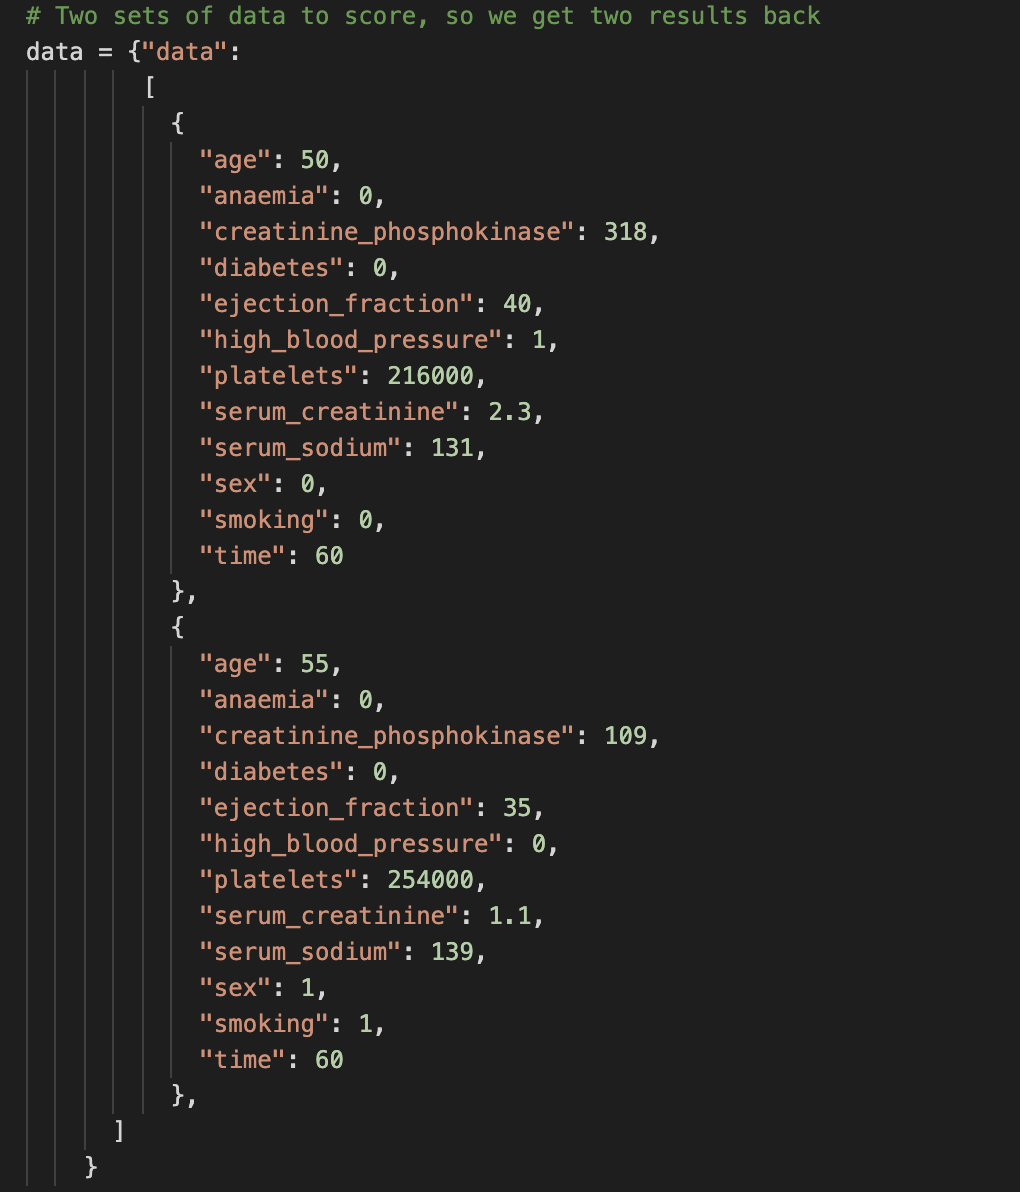 # Two sets of data to score, so we get two results back
data = {"data":
[
{
"age": 50,
"anaemia": 0,
"creatinine_phosphokinase": 318,
"diabetes": 0,
"ejection_fraction": 40,
"high_blood_pressure": 1,
"platelets": 216000,
"serum_creatinine": 2.3,
"serum_sodium": 131,
"sex": 0,
"smoking": 0,
"time": 60
},
{
"age": 55,
"anaemia": 0,
"creatinine_phosphokinase": 109,
"diabetes": 0,
"ejection_fraction": 35,
"high_blood_pressure": 0,
"platelets": 254000,
"serum_creatinine": 1.1,
"serum_sodium": 139,
"sex": 1,
"smoking": 1,
"time": 60
},
]
}